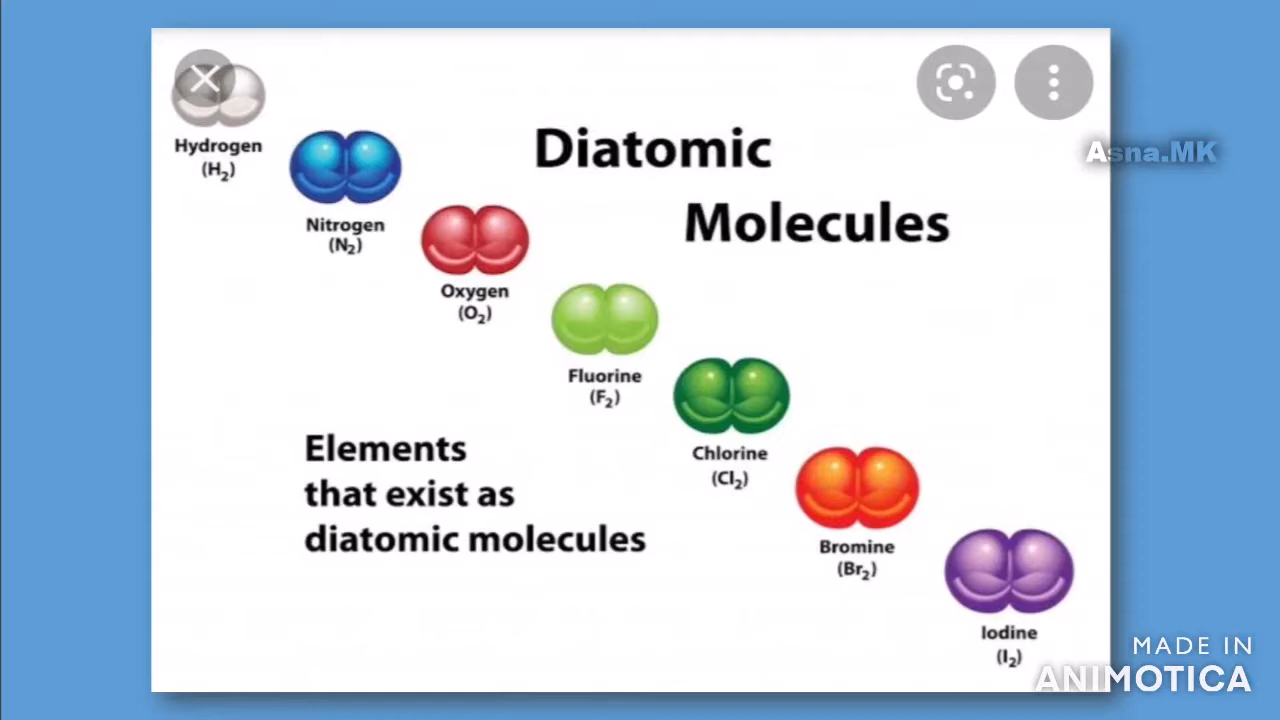 Hydrogen
(H₂)
Diatomic
Molecules
Asna.MK
Nitrogen
(N₂)
Oxygen
(O₂)
Fluorine
(F₂)
Chlorine
(Cl₂)
Elements
that exist as
diatomic molecules
Bromine
(Br₂)
Iodine
(I₂)
MADE IN
ANIMOTICA